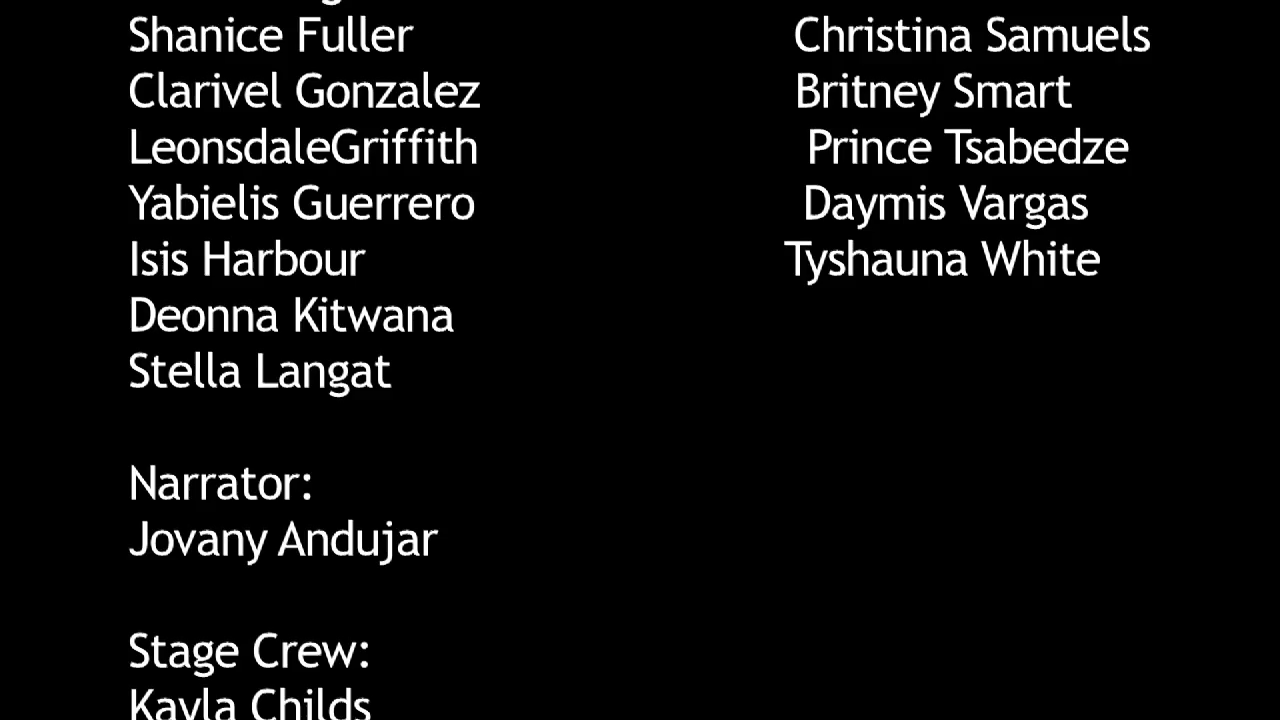 Shanice Fuller Christina Samuels
Clarivel Gonzalez Britney Smart
LeonsdaleGriffith Prince Tsabedze
Yabielis Guerrero Daymis Vargas
Isis Harbour Tyshauna White
Deonna Kitwana
Stella Langat
Narrator:
Jovany Andujar
Stage Crew:
Kayla Childs